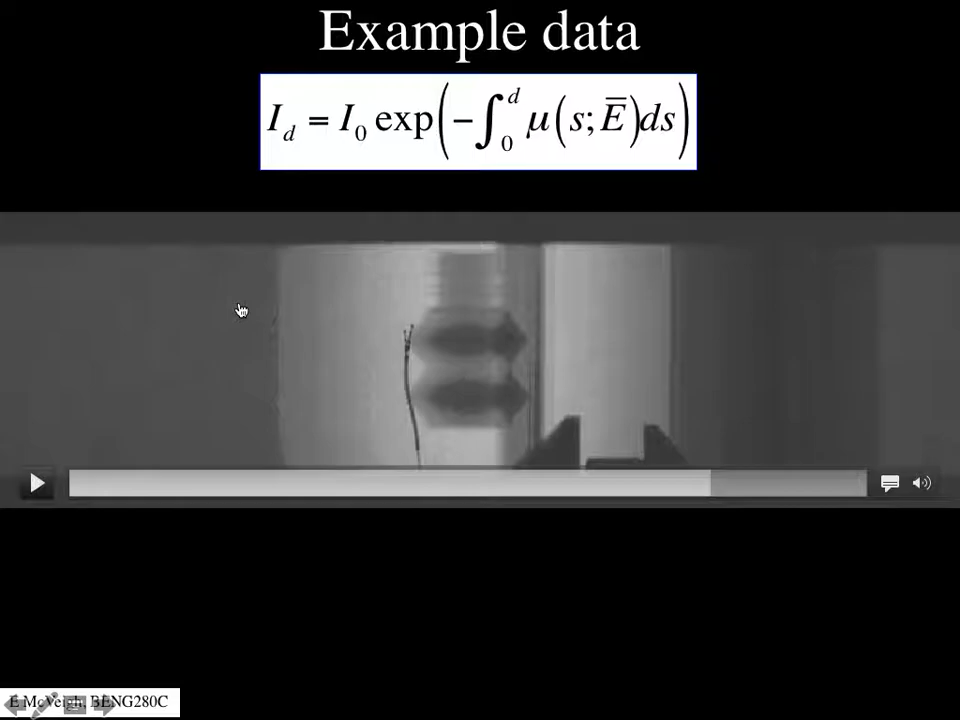 Example data
I_d = I_0 exp(-∫_0^d μ(s; E̅)ds)
E McVeigh, BENG280C